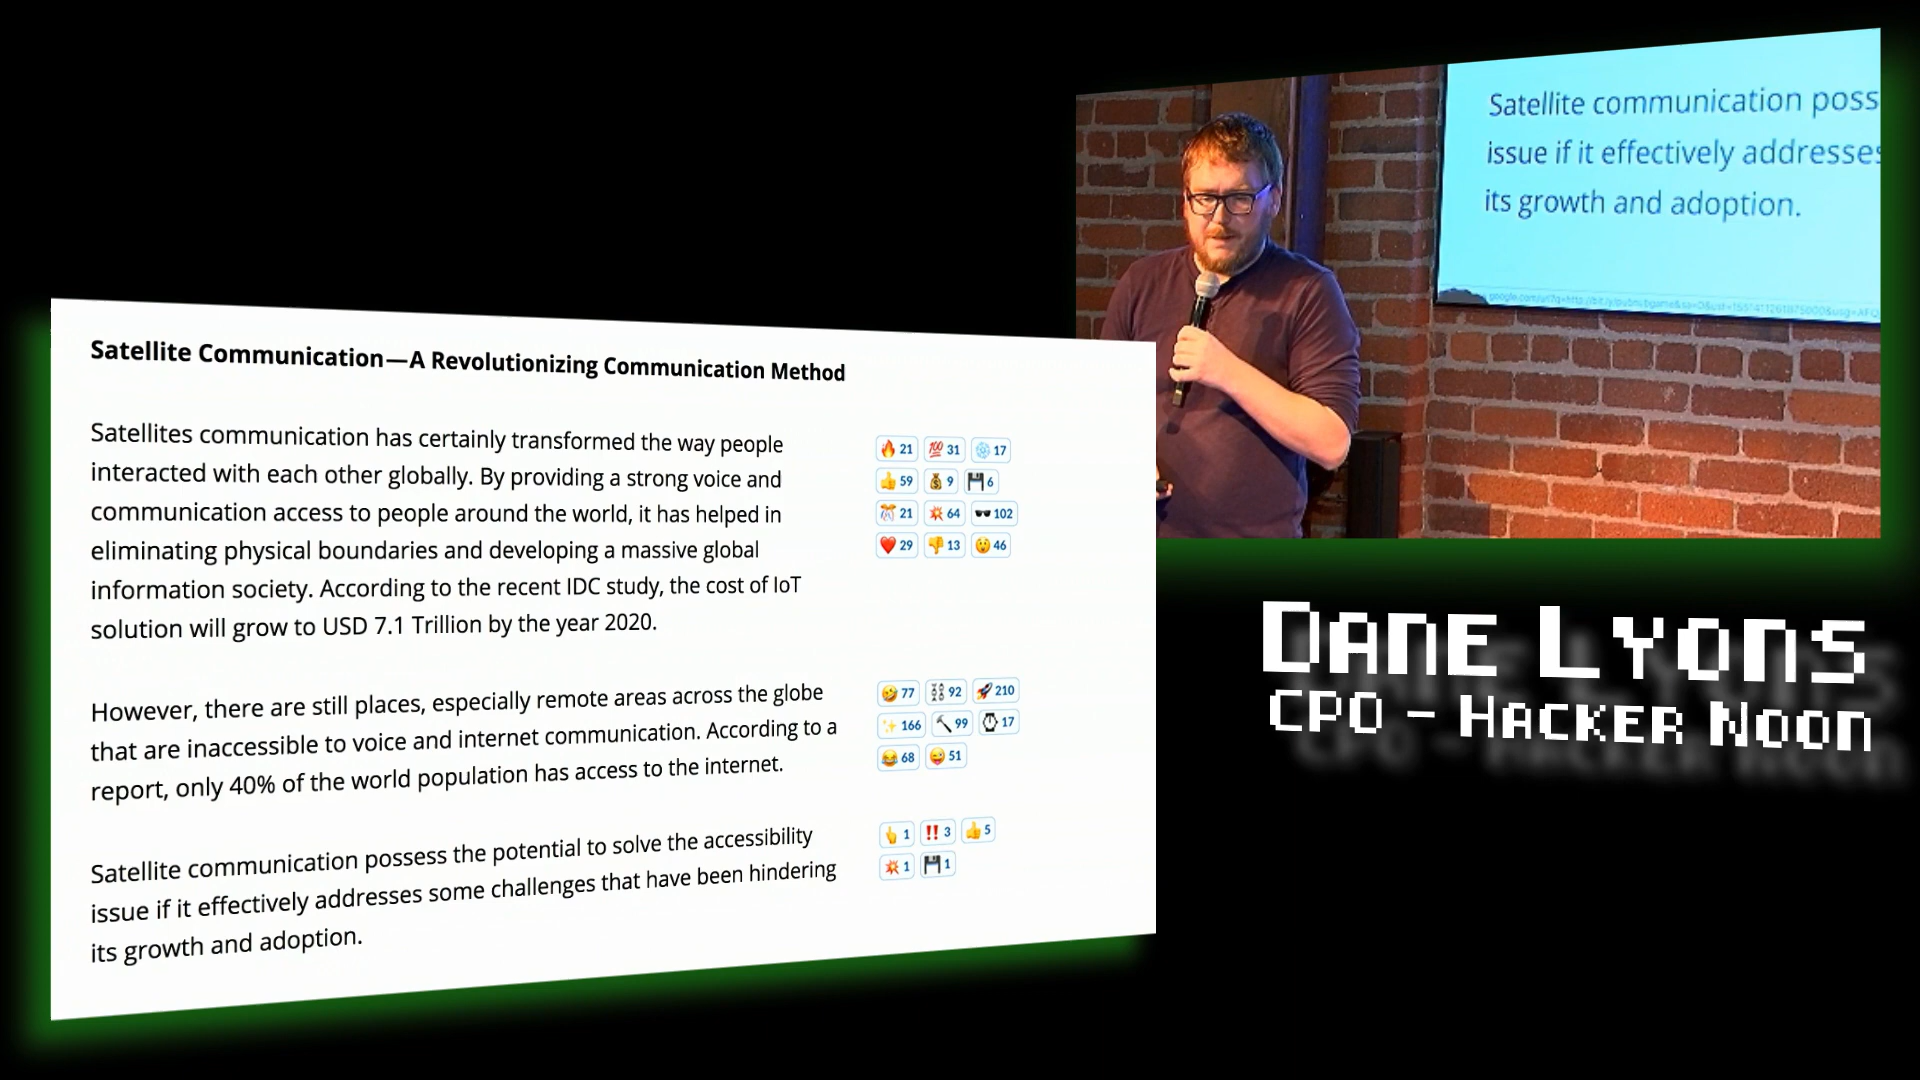 Satellite communication poss
issue if it effectively addresses
its growth and adoption.
Satellite Communication—A Revolutionizing Communication Method
Satellites communication has certainly transformed the way people
interacted with each other globally. By providing a strong voice and
communication access to people around the world, it has helped in
eliminating physical boundaries and developing a massive global
information society. According to the recent IDC study, the cost of IoT
solution will grow to USD 7.1 Trillion by the year 2020.
🔥 21 💯 31 17
👍 59 💰 9 💾 6
🎊 21 💥 64 🕶️ 102
❤️ 29 👎 13 😲 46
However, there are still places, especially remote areas across the globe
that are inaccessible to voice and internet communication. According to a
report, only 40% of the world population has access to the internet.
🤣 77 ⛓️ 92 🚀 210
✨ 166 🔨 99 ⌚ 17
😂 68 😜 51
Satellite communication possess the potential to solve the accessibility
issue if it effectively addresses some challenges that have been hindering
its growth and adoption.
👆 1 ‼️ 3 👍 5
💥 1 💾 1
Dane Lyons
CPO – Hacker Noon